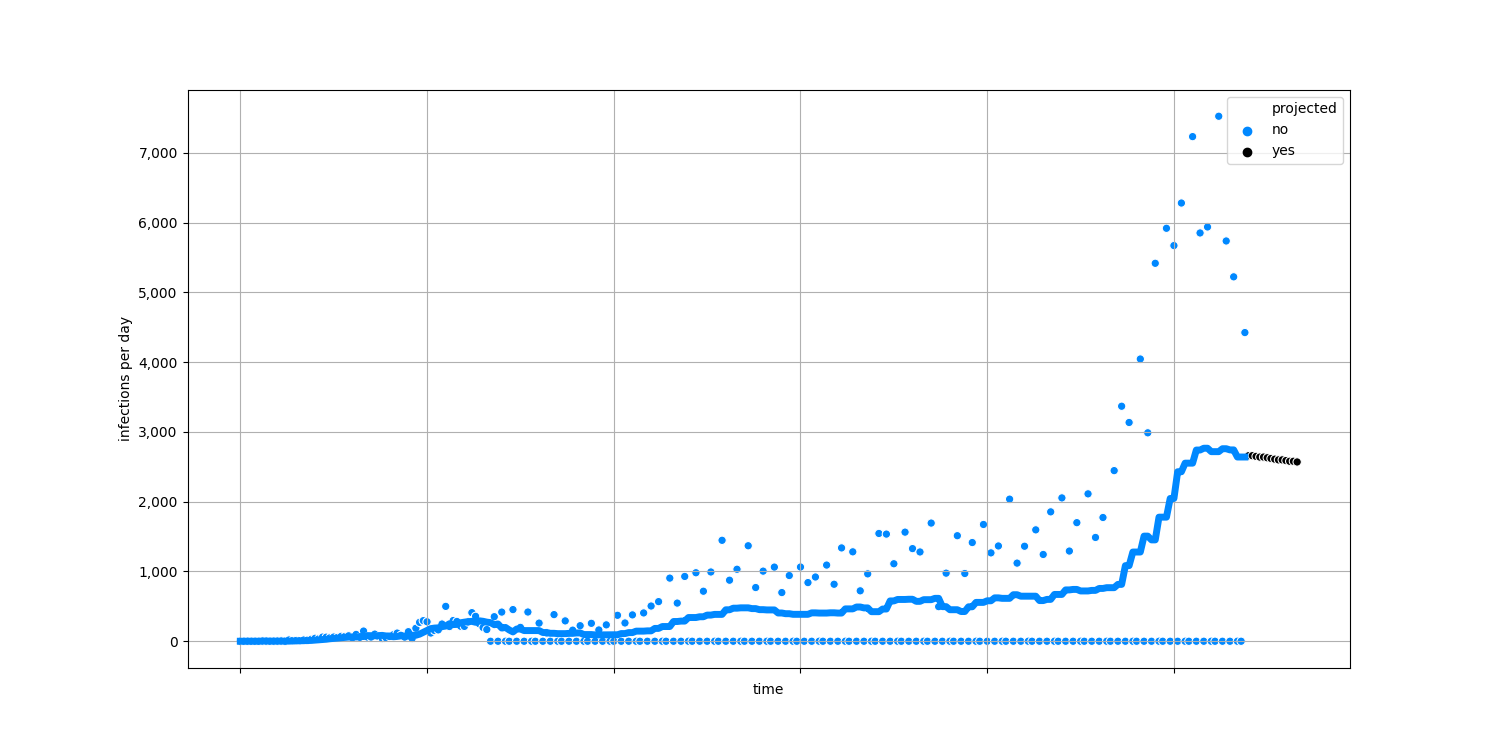 projected
no
yes
7,000
6,000
5,000
4,000
3,000
2,000
1,000
0
infections per day
time